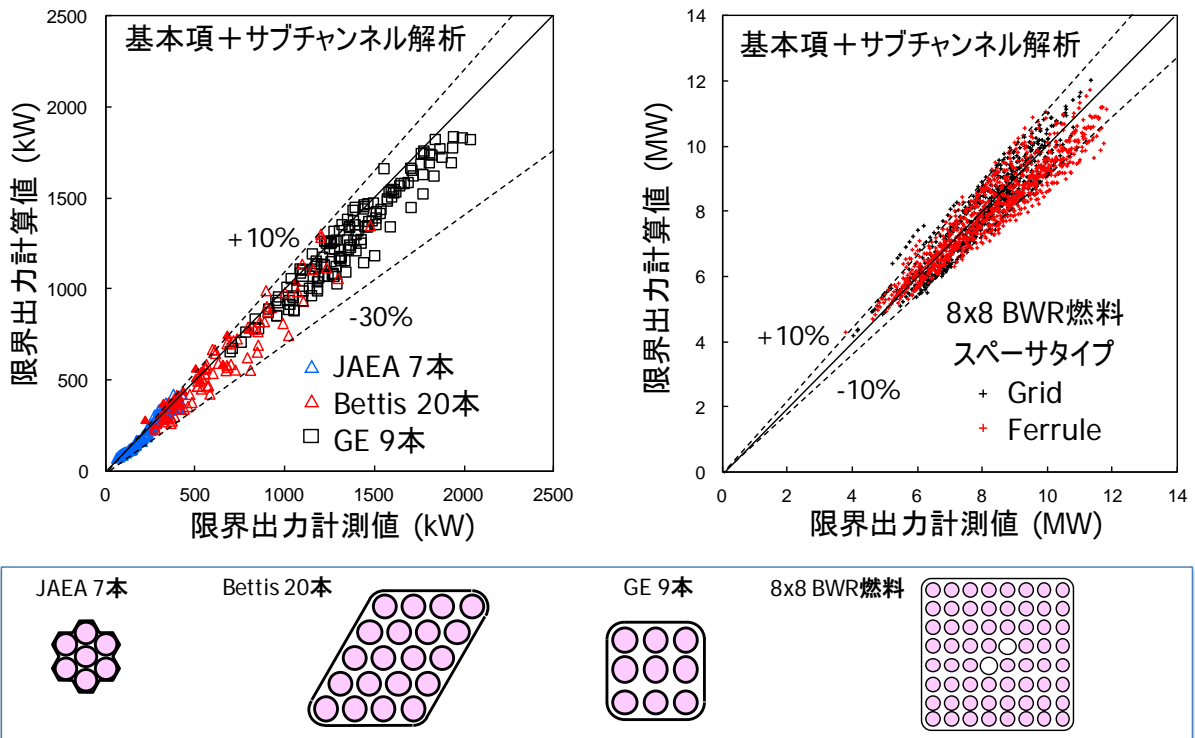 基本項+サブチャンネル解析
限界出力計算値 (kW)
2500
2000
1500
1000
500
0
+10%
-30%
JAEA 7本
Bettis 20本
GE 9本
0
500
1000
1500
2000
2500
限界出力計測値 (kW)
基本項+サブチャンネル解析
限界出力計算値 (MW)
14
12
10
8
6
4
2
0
+10%
-10%
8x8 BWR燃料
スペーサタイプ
Grid
Ferrule
0
2
4
6
8
10
12
14
限界出力計測値 (MW)
JAEA 7本
Bettis 20本
GE 9本
8x8 BWR燃料